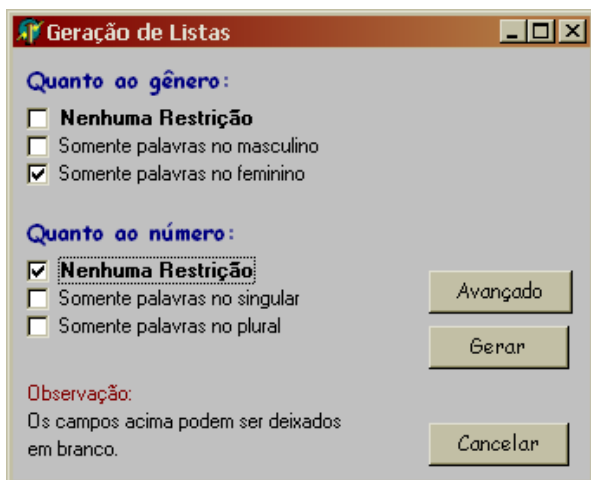 Geração de Listas
Quanto ao gênero:
Nenhuma Restrição
Somente palavras no masculino
Somente palavras no feminino
Quanto ao número:
Nenhuma Restrição
Somente palavras no singular
Somente palavras no plural
Avançado
Gerar
Observação:
Os campos acima podem ser deixados
em branco.
Cancelar